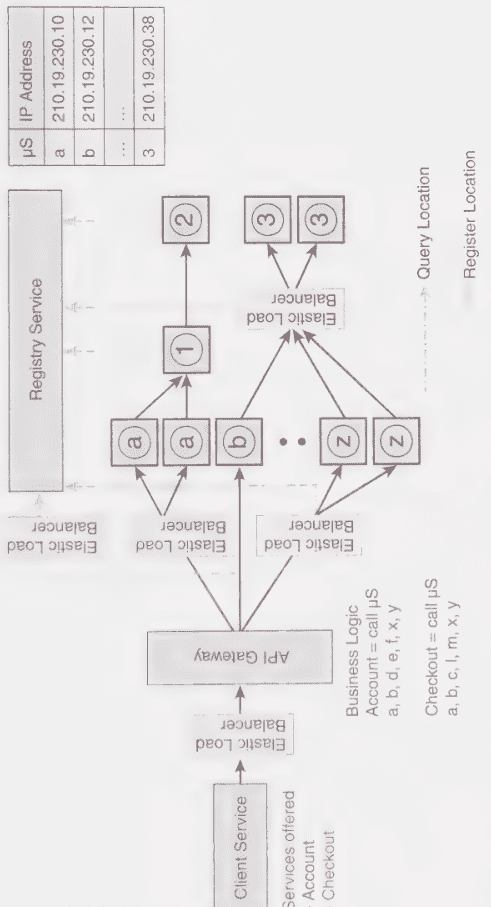 µS IP Address
a 210.19.230.10
b 210.19.230.12
... ...
3 210.19.230.38
Registry Service
Elastic Load
Balancer
Client Service
Services offered
Account
Checkout
Elastic Load
Balancer
API Gateway
Business Logic
Account = call µS
a, b, d, e, f, x, y
Checkout = call µS
a, b, c, l, m, x, y
Elastic Load
Balancer
Elastic Load
Balancer
a
a
b
z
z
1
2
Elastic Load
Balancer
3
3
Query Location
Register Location